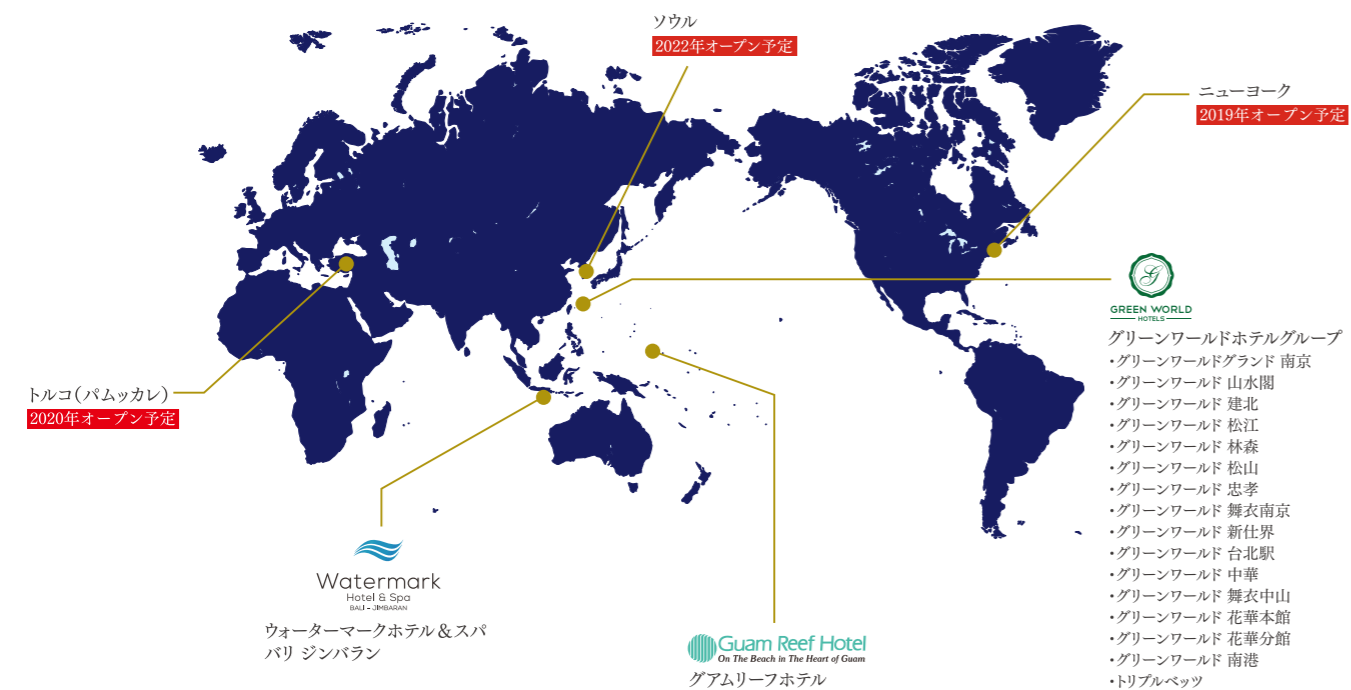 ソウル
2022年オープン予定
ニューヨーク
2019年オープン予定
トルコ(パムッカレ)
2020年オープン予定
Watermark
Hotel & Spa
BALI - JIMBARAN
ウォーターマークホテル&スパ
バリ ジンバラン
Guam Reef Hotel
On The Beach in The Heart of Guam
グアムリーフホテル
G
GREEN WORLD
HOTELS
グリーンワールドホテルグループ
・グリーンワールドグランド 南京
・グリーンワールド 山水閣
・グリーンワールド 建北
・グリーンワールド 松江
・グリーンワールド 林森
・グリーンワールド 松山
・グリーンワールド 忠孝
・グリーンワールド 舞衣南京
・グリーンワールド 新仕界
・グリーンワールド 台北駅
・グリーンワールド 中華
・グリーンワールド 舞衣中山
・グリーンワールド 花華本館
・グリーンワールド 花華分館
・グリーンワールド 南港
・トリプルベッツ